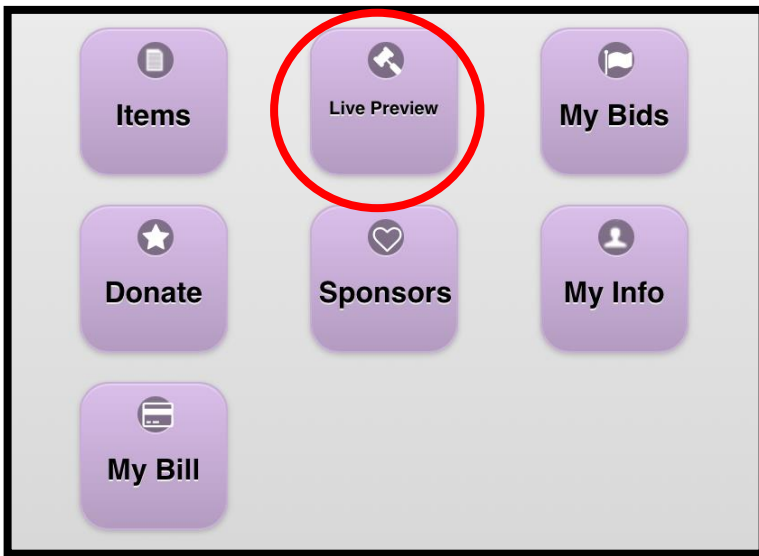 Items
Live Preview
My Bids
Donate
Sponsors
My Info
My Bill